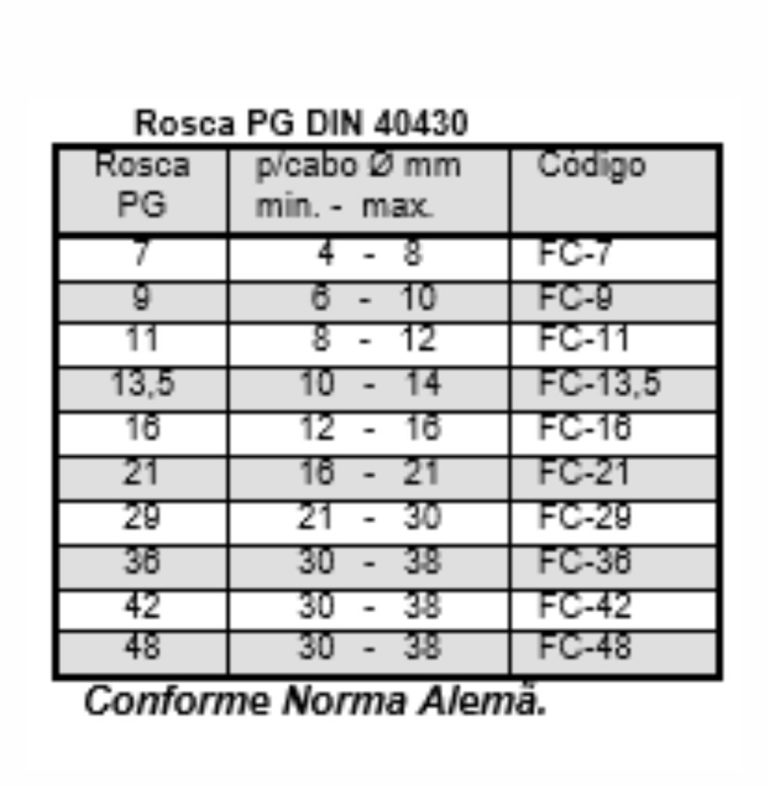 Rosca PG DIN 40430
Rosca PG p/cabo Ø mm min. - max. Código
7 4 - 8 FC-7
9 6 - 10 FC-9
11 8 - 12 FC-11
13,5 10 - 14 FC-13,5
16 12 - 16 FC-16
21 16 - 21 FC-21
29 21 - 30 FC-29
36 30 - 38 FC-36
42 30 - 38 FC-42
48 30 - 38 FC-48
Conforme Norma Alemã.